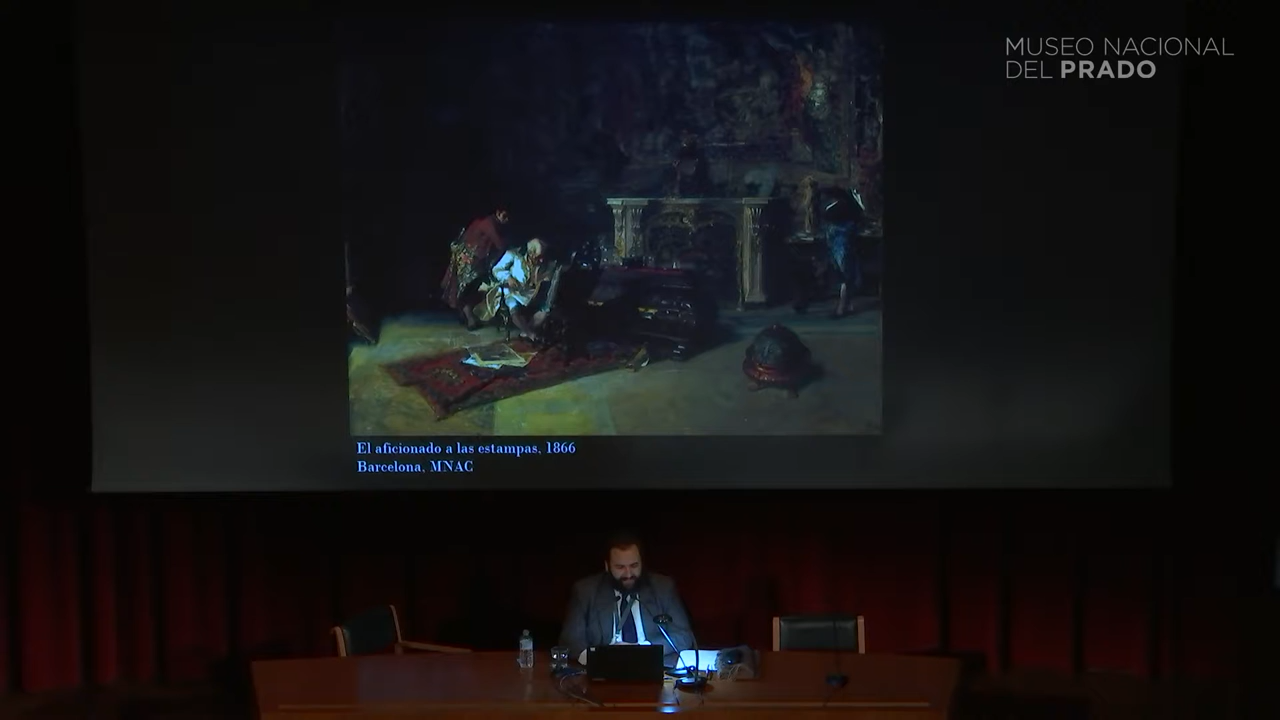 MUSEO NACIONAL
DEL PRADO
El aficionado a las estampas, 1866
Barcelona, MNAC